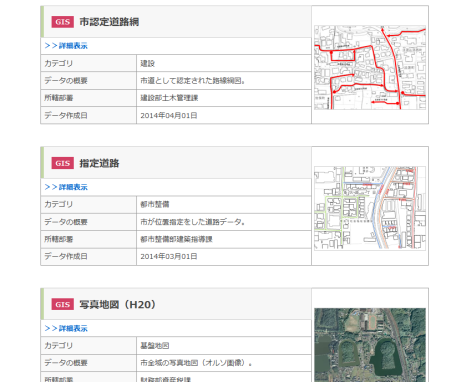 GIS 市認定道路網
＞＞詳細表示
カテゴリ 建設
データの概要 市道として認定された路線網図。
所轄部署 建設部土木管理課
データ作成日 2014年04月01日
GIS 指定道路
＞＞詳細表示
カテゴリ 都市整備
データの概要 市が位置指定をした道路データ。
所轄部署 都市整備部建築指導課
データ作成日 2014年03月01日
GIS 写真地図（H20）
＞＞詳細表示
カテゴリ 基盤地図
データの概要 市全域の写真地図（オルソ画像）。
所轄部署 財務部資産税課